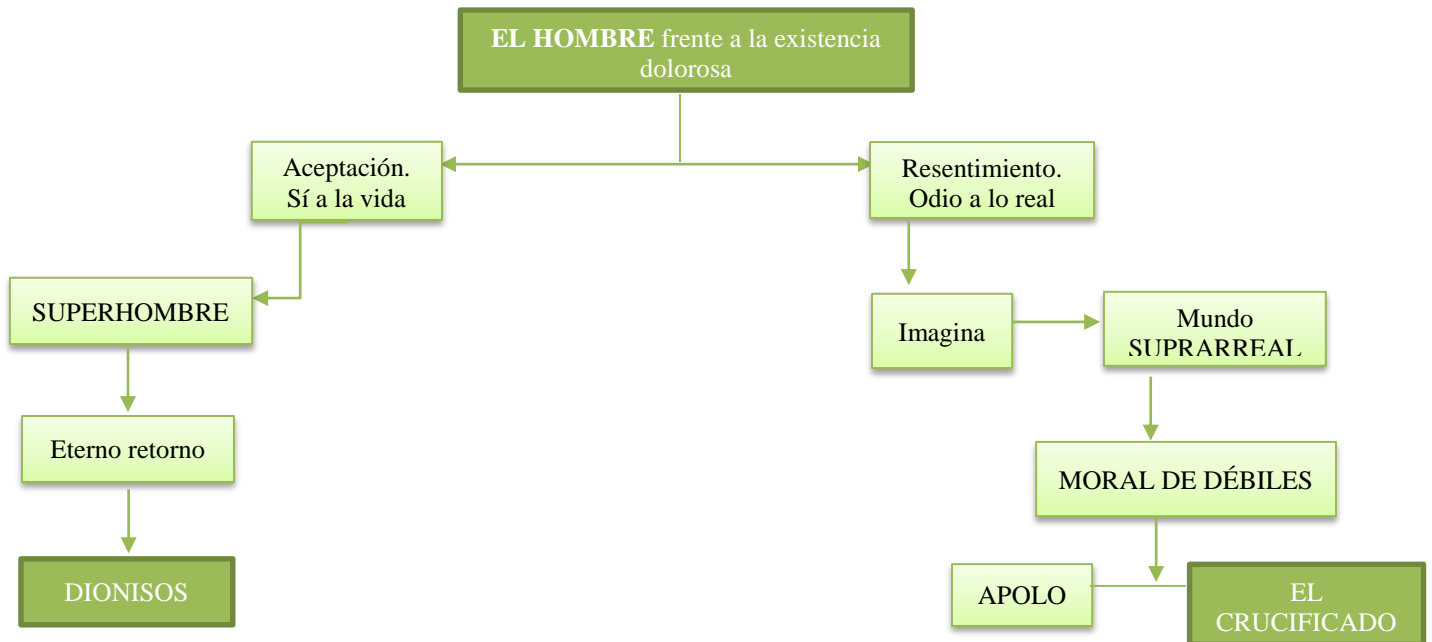 EL HOMBRE frente a la existencia
dolorosa
Aceptación.
Sí a la vida
Resentimiento.
Odio a lo real
SUPERHOMBRE
Imagina
Mundo
SUPRARREAL
Eterno retorno
MORAL DE DÉBILES
DIONISOS
APOLO
EL
CRUCIFICADO